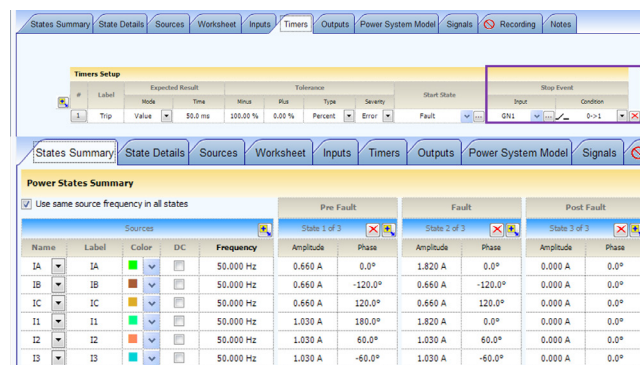 States Summary State Details Sources Worksheet Inputs Timers Outputs Power System Model Signals Recording Notes
Timers Setup
# Label Expected Result Tolerance Start State Stop Event
Mode Time Minus Plus Type Severity Input Condition
1 Trip Value 50.0 ms 100.00 % 0.00 % Percent Error Fault ... GN1 ... 0->1
States Summary State Details Sources Worksheet Inputs Timers Outputs Power System Model Signals
Power States Summary
Use same source frequency in all states Pre Fault Fault Post Fault
Sources State 1 of 3 State 2 of 3 State 3 of 3
Name Label Color DC Frequency Amplitude Phase Amplitude Phase Amplitude Phase
IA IA 50.000 Hz 0.660 A 0.0° 1.820 A 0.0° 0.000 A 0.0°
IB IB 50.000 Hz 0.660 A -120.0° 0.660 A -120.0° 0.000 A 0.0°
IC IC 50.000 Hz 0.660 A 120.0° 0.660 A 120.0° 0.000 A 0.0°
I1 I1 50.000 Hz 1.030 A 180.0° 1.820 A 0.0° 0.000 A 0.0°
I2 I2 50.000 Hz 1.030 A 60.0° 1.030 A 60.0° 0.000 A 0.0°
I3 I3 50.000 Hz 1.030 A -60.0° 1.030 A -60.0° 0.000 A 0.0°